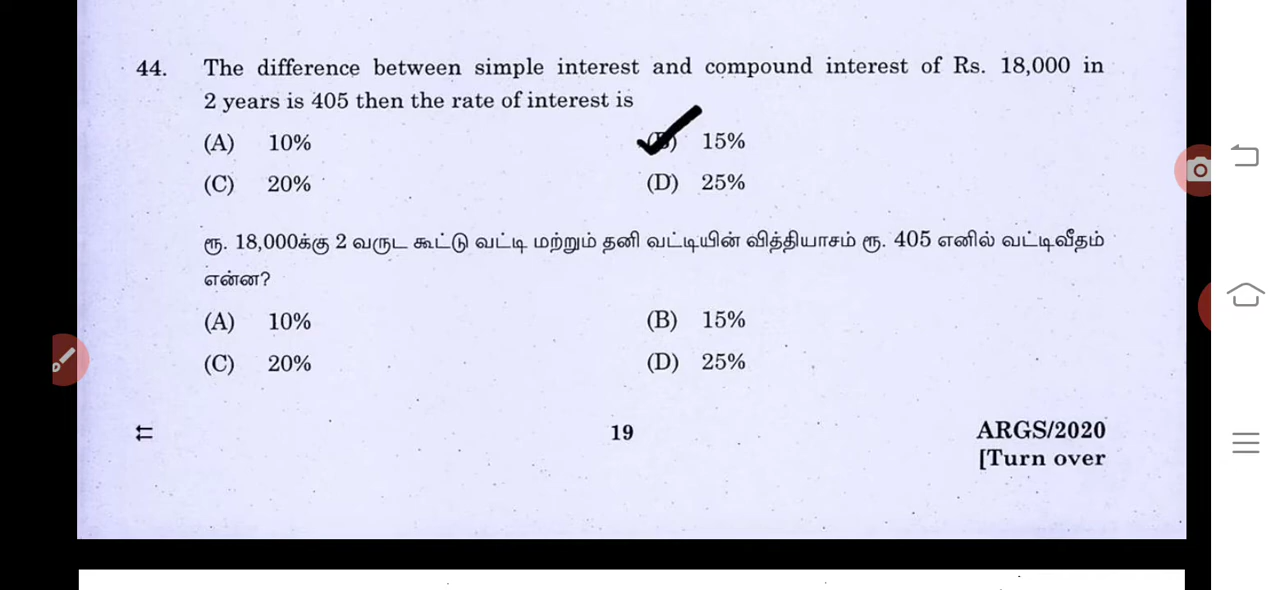 44. The difference between simple interest and compound interest of Rs. 18,000 in
2 years is 405 then the rate of interest is
(A) 10% 15%
(C) 20% (D) 25%
ரூ. 18,000க்கு 2 வருட கூட்டு வட்டி மற்றும் தனி வட்டியின் வித்தியாசம் ரூ. 405 எனில் வட்டிவீதம்
என்ன?
(A) 10% (B) 15%
(C) 20% (D) 25%
19 ARGS/2020
[Turn over